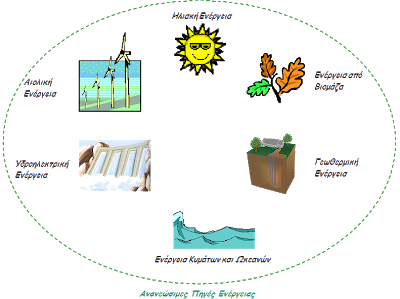 Ηλιακή Ενέργεια
Αιολική
Ενέργεια
Ενέργεια από
Βιομάζα
Υδροηλεκτρική
Ενέργεια
Γεωθερμική
Ενέργεια
Ενέργεια Κυμάτων και Ωκεανών
Ανανεώσιμες Πηγές Ενέργειας